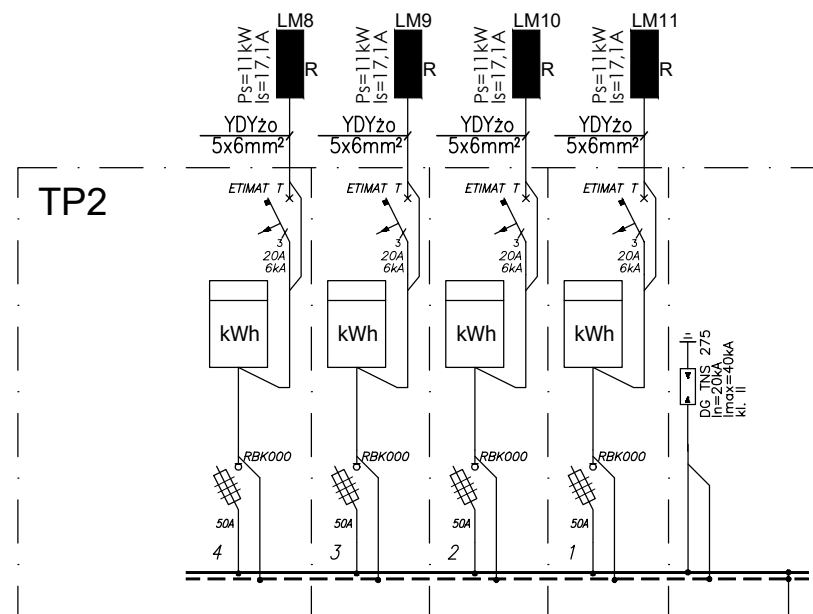 LM8 LM9 LM10 LM11
Ps=11kW Ps=11kW Ps=11kW Ps=11kW
Is=17,1A Is=17,1A Is=17,1A Is=17,1A
R R R R
YDYżo YDYżo YDYżo YDYżo
5x6mm² 5x6mm² 5x6mm² 5x6mm²
TP2
ETIMAT T ETIMAT T ETIMAT T ETIMAT T
3 3 3 3
20A 20A 20A 20A
6kA 6kA 6kA 6kA
kWh kWh kWh kWh
DG TNS 275
In=20kA
Imax=40kA
kl. II
RBK000 RBK000 RBK000 RBK000
50A 50A 50A 50A
4 3 2 1